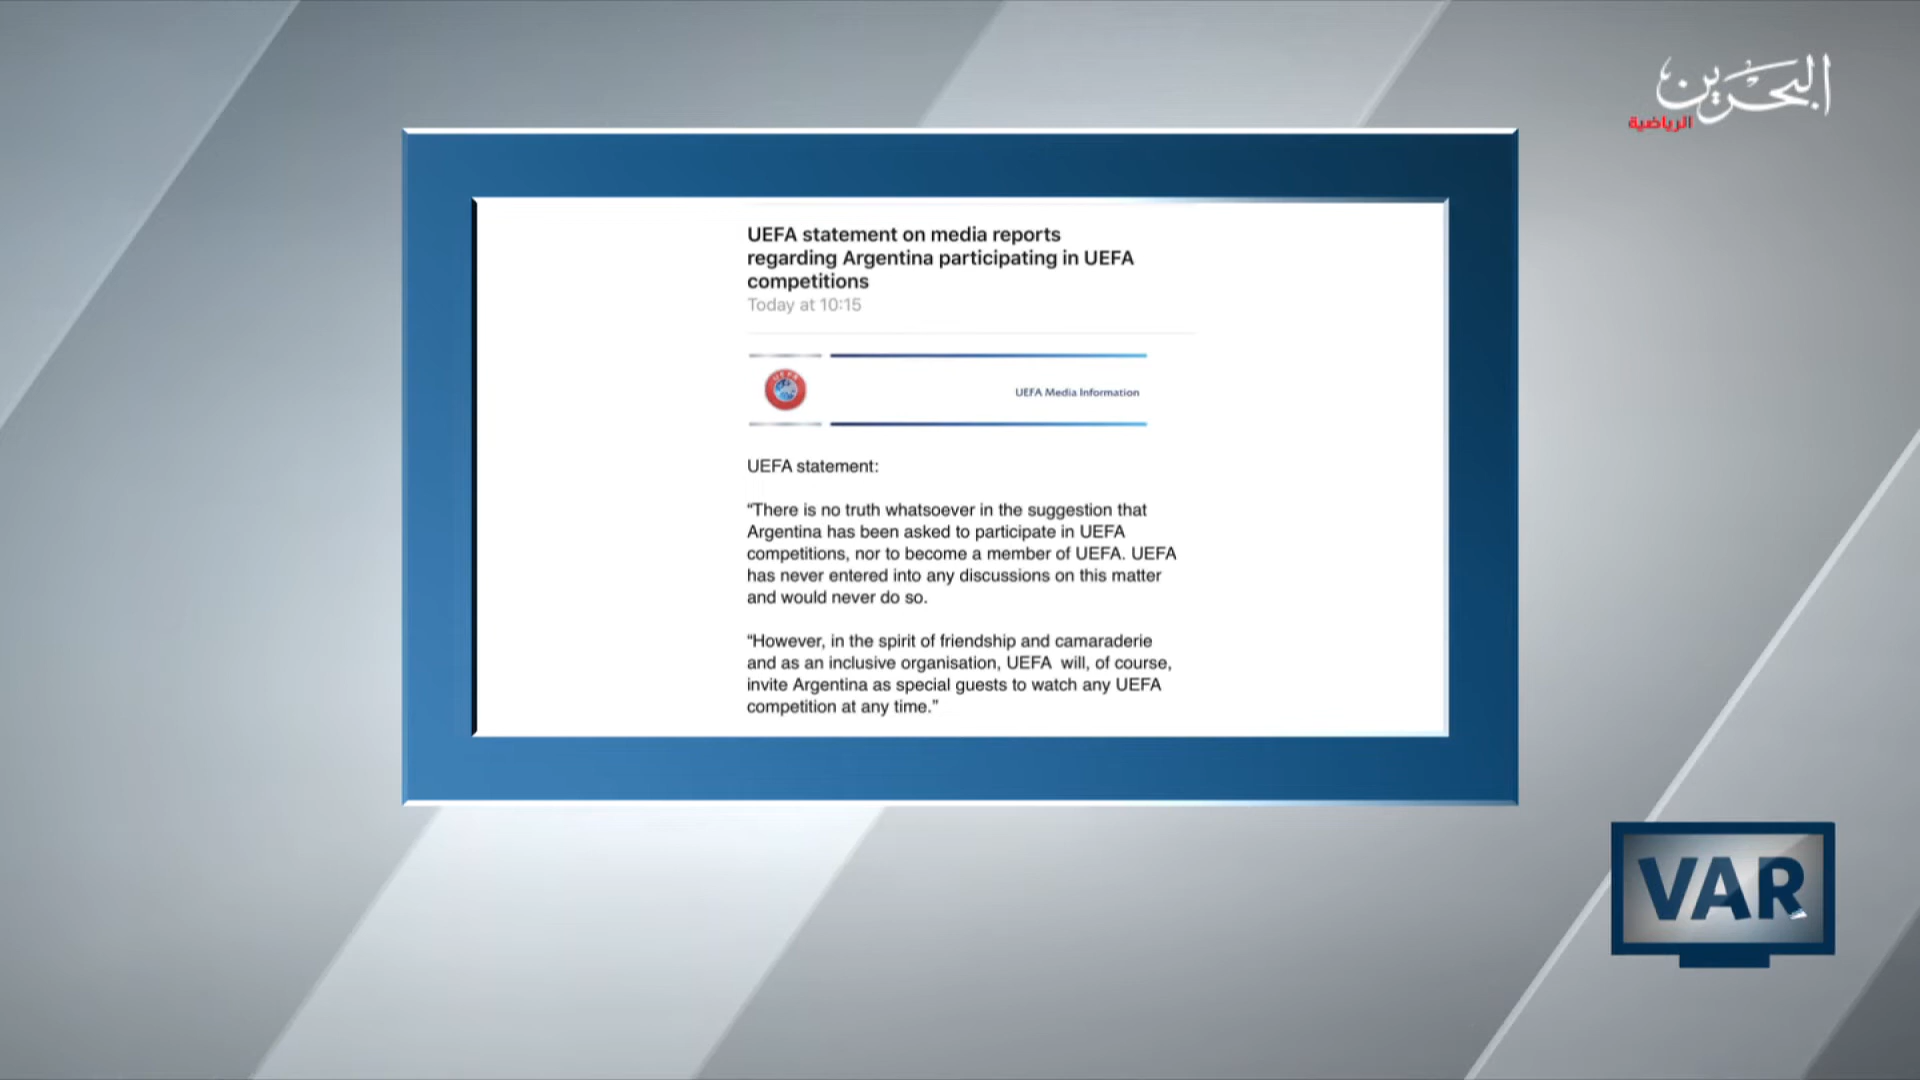 البحرين
الرياضية
UEFA statement on media reports
regarding Argentina participating in UEFA
competitions
Today at 10:15
UEFA
UEFA Media Information
UEFA statement:
“There is no truth whatsoever in the suggestion that
Argentina has been asked to participate in UEFA
competitions, nor to become a member of UEFA. UEFA
has never entered into any discussions on this matter
and would never do so.
“However, in the spirit of friendship and camaraderie
and as an inclusive organisation, UEFA will, of course,
invite Argentina as special guests to watch any UEFA
competition at any time.”
VAR